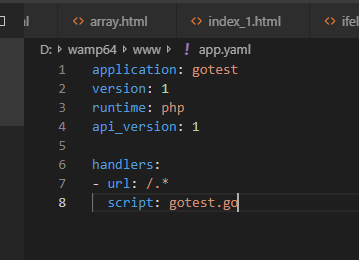 al
array.html
index_1.html
ifel
D: > wamp64 > www > ! app.yaml
1 application: gotest
2 version: 1
3 runtime: php
4 api_version: 1
5
6 handlers:
7 - url: /.*
8 script: gotest.go